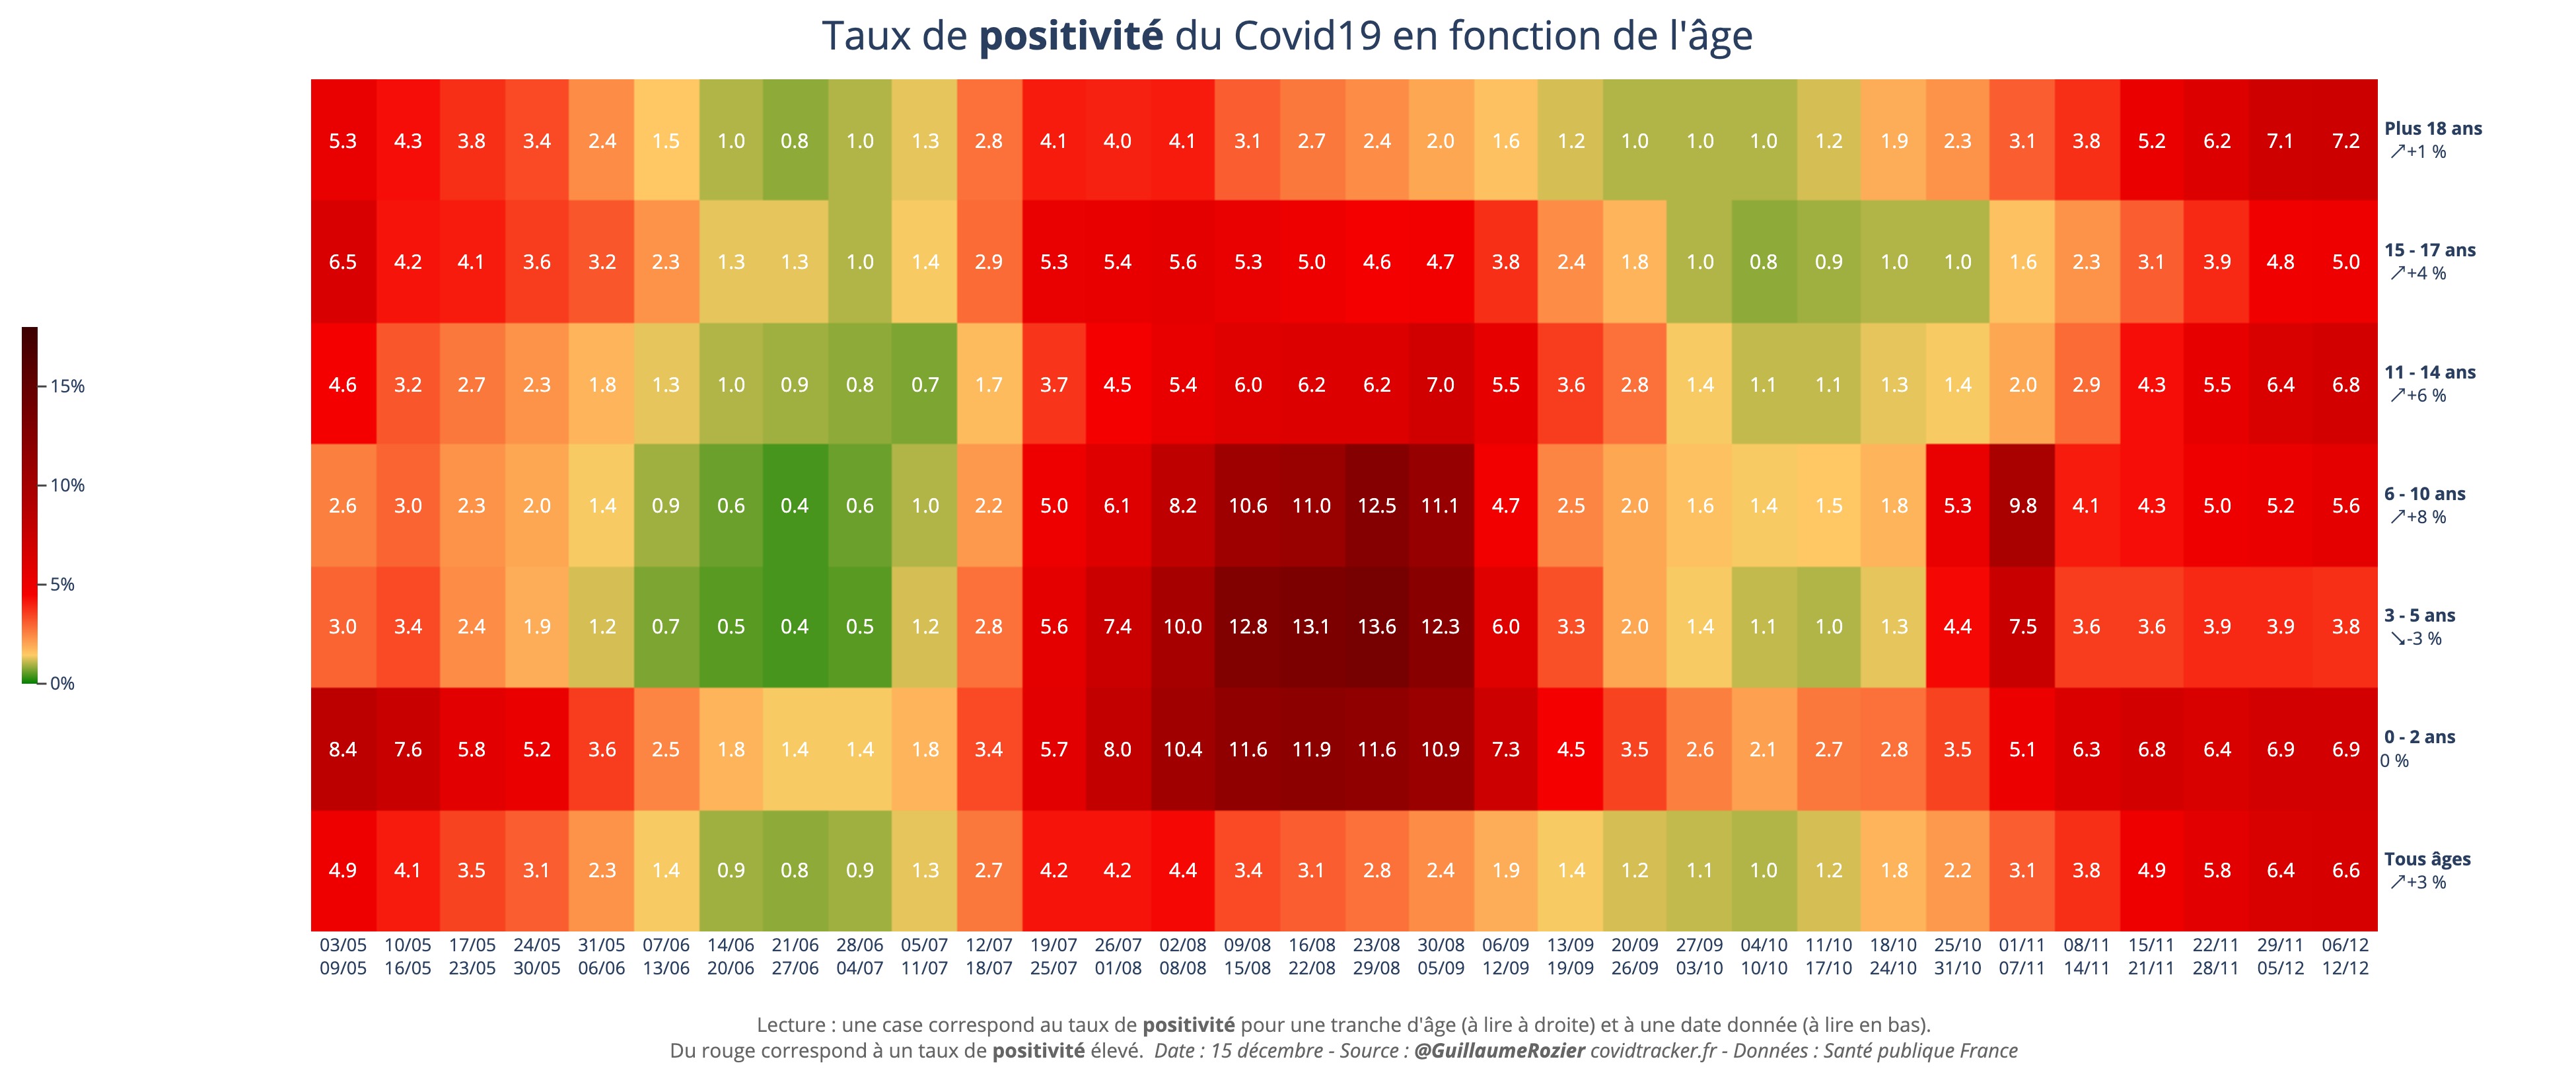 Taux de positivité du Covid19 en fonction de l'âge
5.3 4.3 3.8 3.4 2.4 1.5 1.0 0.8 1.0 1.3 2.8 4.1 4.0 4.1 3.1 2.7 2.4 2.0 1.6 1.2 1.0 1.0 1.0 1.2 1.9 2.3 3.1 3.8 5.2 6.2 7.1 7.2
Plus 18 ans
↗+1 %
6.5 4.2 4.1 3.6 3.2 2.3 1.3 1.3 1.0 1.4 2.9 5.3 5.4 5.6 5.3 5.0 4.6 4.7 3.8 2.4 1.8 1.0 0.8 0.9 1.0 1.0 1.6 2.3 3.1 3.9 4.8 5.0
15 - 17 ans
↗+4 %
4.6 3.2 2.7 2.3 1.8 1.3 1.0 0.9 0.8 0.7 1.7 3.7 4.5 5.4 6.0 6.2 6.2 7.0 5.5 3.6 2.8 1.4 1.1 1.1 1.3 1.4 2.0 2.9 4.3 5.5 6.4 6.8
11 - 14 ans
↗+6 %
2.6 3.0 2.3 2.0 1.4 0.9 0.6 0.4 0.6 1.0 2.2 5.0 6.1 8.2 10.6 11.0 12.5 11.1 4.7 2.5 2.0 1.6 1.4 1.5 1.8 5.3 9.8 4.1 4.3 5.0 5.2 5.6
6 - 10 ans
↗+8 %
3.0 3.4 2.4 1.9 1.2 0.7 0.5 0.4 0.5 1.2 2.8 5.6 7.4 10.0 12.8 13.1 13.6 12.3 6.0 3.3 2.0 1.4 1.1 1.0 1.3 4.4 7.5 3.6 3.6 3.9 3.9 3.8
3 - 5 ans
↘-3 %
8.4 7.6 5.8 5.2 3.6 2.5 1.8 1.4 1.4 1.8 3.4 5.7 8.0 10.4 11.6 11.9 11.6 10.9 7.3 4.5 3.5 2.6 2.1 2.7 2.8 3.5 5.1 6.3 6.8 6.4 6.9 6.9
0 - 2 ans
0 %
4.9 4.1 3.5 3.1 2.3 1.4 0.9 0.8 0.9 1.3 2.7 4.2 4.2 4.4 3.4 3.1 2.8 2.4 1.9 1.4 1.2 1.1 1.0 1.2 1.8 2.2 3.1 3.8 4.9 5.8 6.4 6.6
Tous âges
↗+3 %
15%
10%
5%
0%
03/05 10/05 17/05 24/05 31/05 07/06 14/06 21/06 28/06 05/07 12/07 19/07 26/07 02/08 09/08 16/08 23/08 30/08 06/09 13/09 20/09 27/09 04/10 11/10 18/10 25/10 01/11 08/11 15/11 22/11 29/11 06/12
09/05 16/05 23/05 30/05 06/06 13/06 20/06 27/06 04/07 11/07 18/07 25/07 01/08 08/08 15/08 22/08 29/08 05/09 12/09 19/09 26/09 03/10 10/10 17/10 24/10 31/10 07/11 14/11 21/11 28/11 05/12 12/12
Lecture : une case correspond au taux de positivité pour une tranche d'âge (à lire à droite) et à une date donnée (à lire en bas).
Du rouge correspond à un taux de positivité élevé. Date : 15 décembre - Source : @GuillaumeRozier covidtracker.fr - Données : Santé publique France